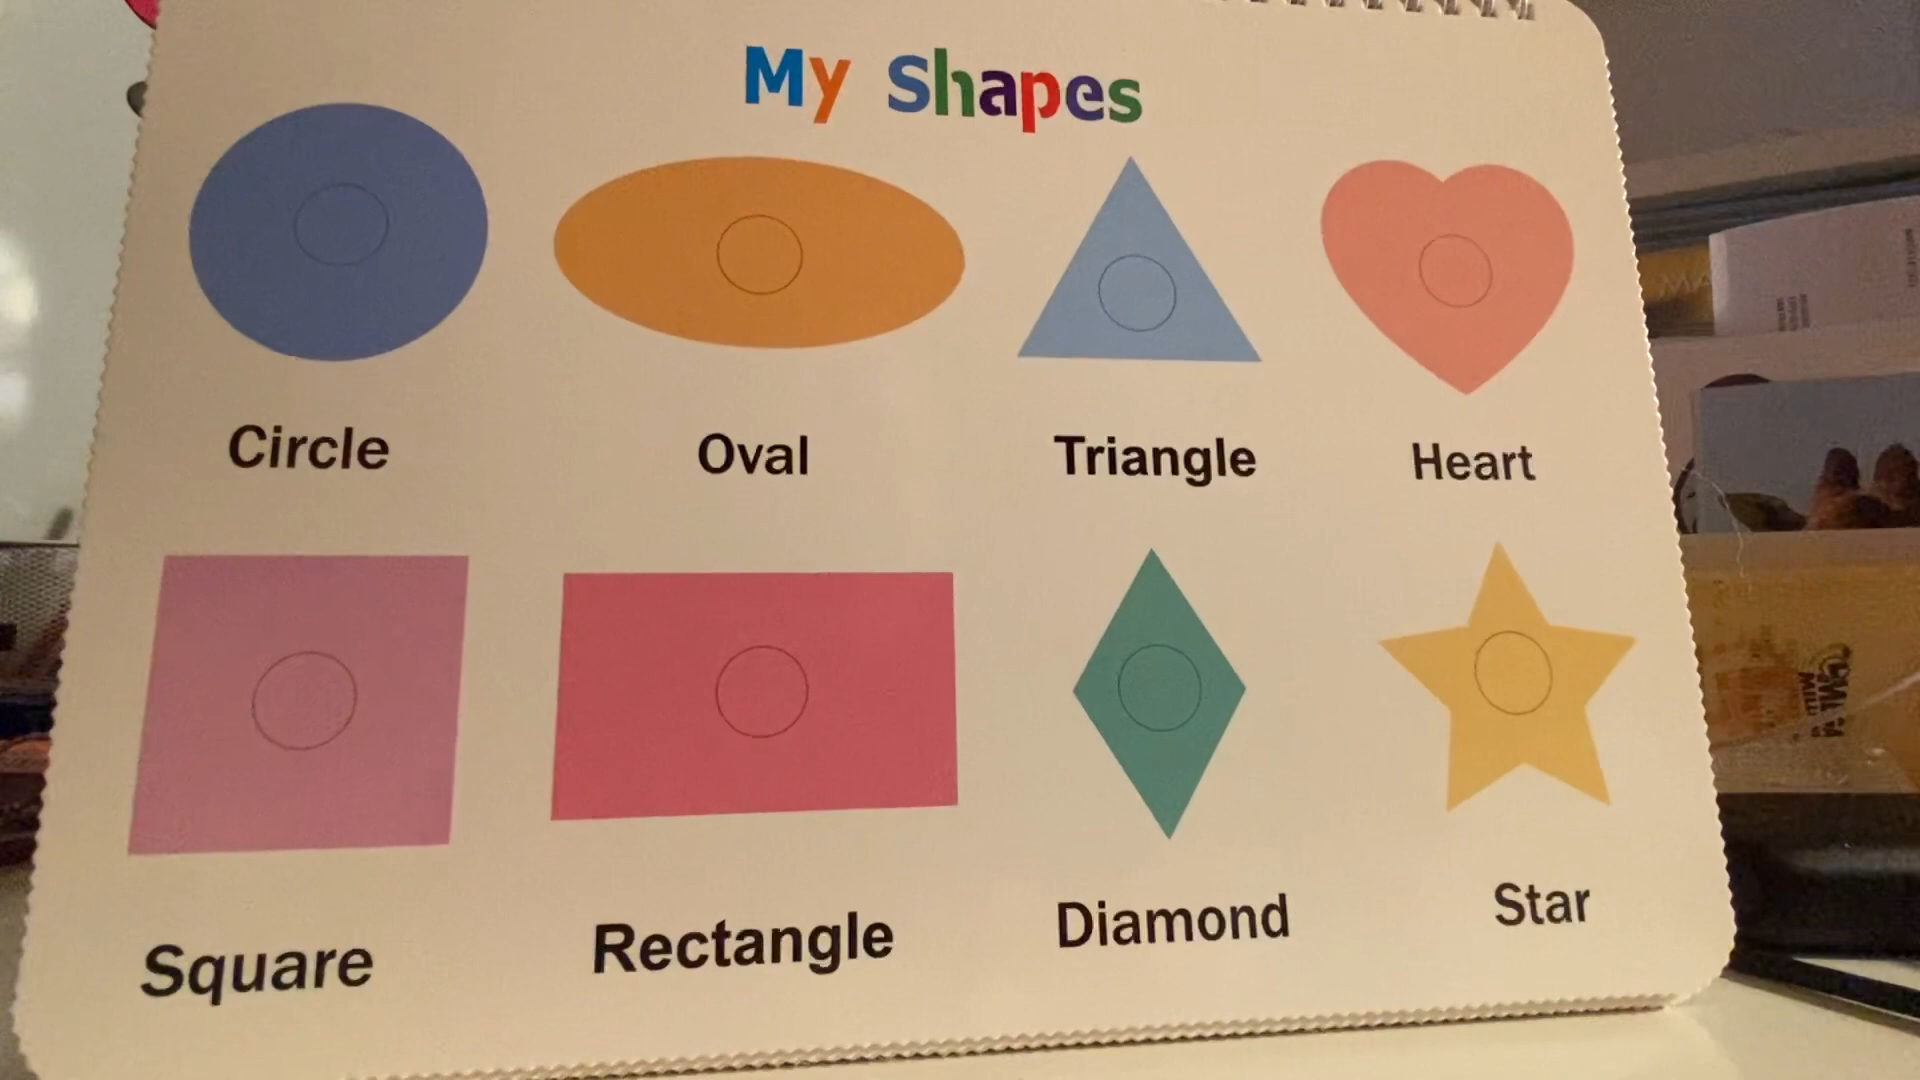 My Shapes
Circle
Oval
Triangle
Heart
Square
Rectangle
Diamond
Star